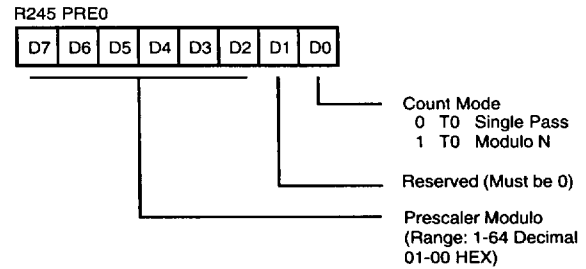 R245 PRE0
D7 D6 D5 D4 D3 D2 D1 D0
Count Mode
0 T0 Single Pass
1 T0 Modulo N
Reserved (Must be 0)
Prescaler Modulo
(Range: 1-64 Decimal
01-00 HEX)